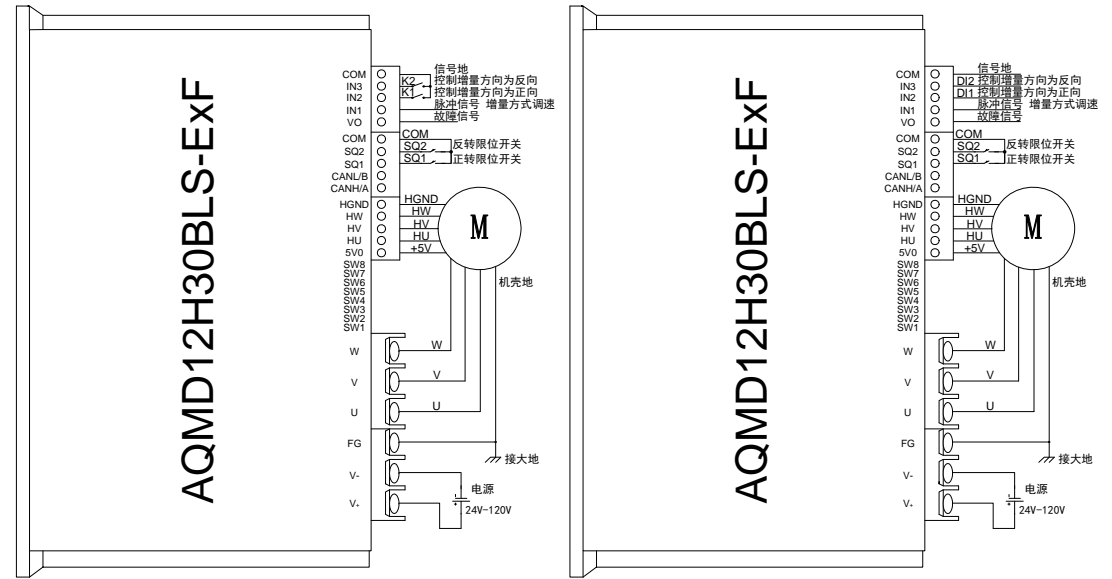 AQMD12H30BLS-ExF
COM
IN3
IN2
IN1
VO
COM
SQ2
SQ1
CANL/B
CANH/A
HGND
HW
HV
HU
5V0
SW8
SW7
SW6
SW5
SW4
SW3
SW2
SW1
W
V
U
FG
V-
V+
信号地
K2 控制增量方向为反向
K1 控制增量方向为正向
脉冲信号 增量方式调速
故障信号
COM
SQ2 反转限位开关
SQ1 正转限位开关
HGND
HW
HV
HU
+5V
M
机壳地
W
V
U
接大地
电源
24V-120V
AQMD12H30BLS-ExF
COM
IN3
IN2
IN1
VO
COM
SQ2
SQ1
CANL/B
CANH/A
HGND
HW
HV
HU
5V0
SW8
SW7
SW6
SW5
SW4
SW3
SW2
SW1
W
V
U
FG
V-
V+
信号地
DI2 控制增量方向为反向
DI1 控制增量方向为正向
脉冲信号 增量方式调速
故障信号
COM
SQ2 反转限位开关
SQ1 正转限位开关
HGND
HW
HV
HU
+5V
M
机壳地
W
V
U
接大地
电源
24V-120V